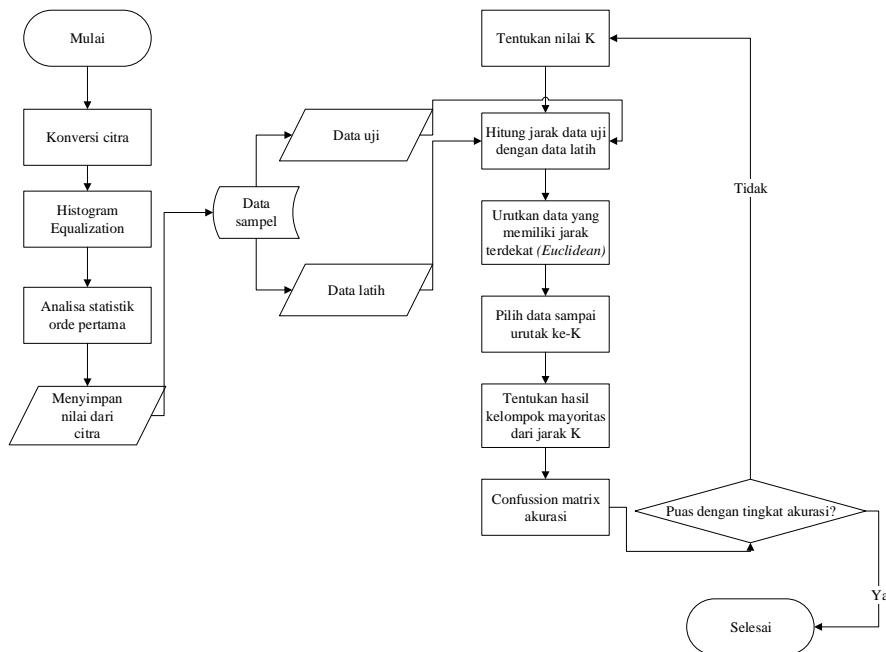 Mulai
Konversi citra
Histogram
Equalization
Analisa statistik
orde pertama
Menyimpan
nilai dari
citra
Data
sampel
Data uji
Data latih
Tentukan nilai K
Hitung jarak data uji
dengan data latih
Urutkan data yang
memiliki jarak
terdekat (Euclidean)
Pilih data sampai
urutak ke-K
Tentukan hasil
kelompok mayoritas
dari jarak K
Confussion matrix
akurasi
Puas dengan tingkat akurasi?
Tidak
Ya
Selesai